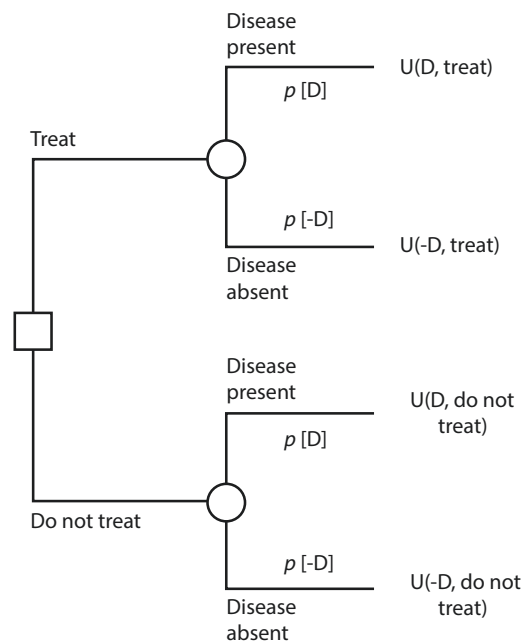 Disease
present
U(D, treat)
p [D]
Treat
p [-D]
U(-D, treat)
Disease
absent
Disease
present
U(D, do not
treat)
p [D]
Do not treat
p [-D]
U(-D, do not
treat)
Disease
absent